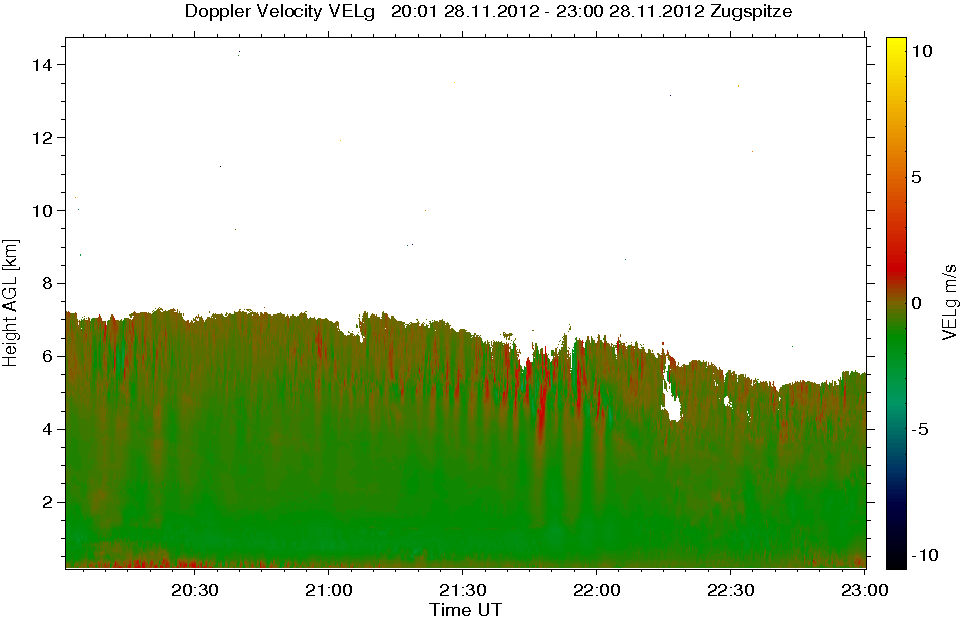 Doppler Velocity VELg 20:01 28.11.2012 - 23:00 28.11.2012 Zugspitze
14
12
10
8
6
4
2
Height AGL [km]
20:30 21:00 21:30 22:00 22:30 23:00
Time UT
10
5
0
-5
-10
VELg m/s